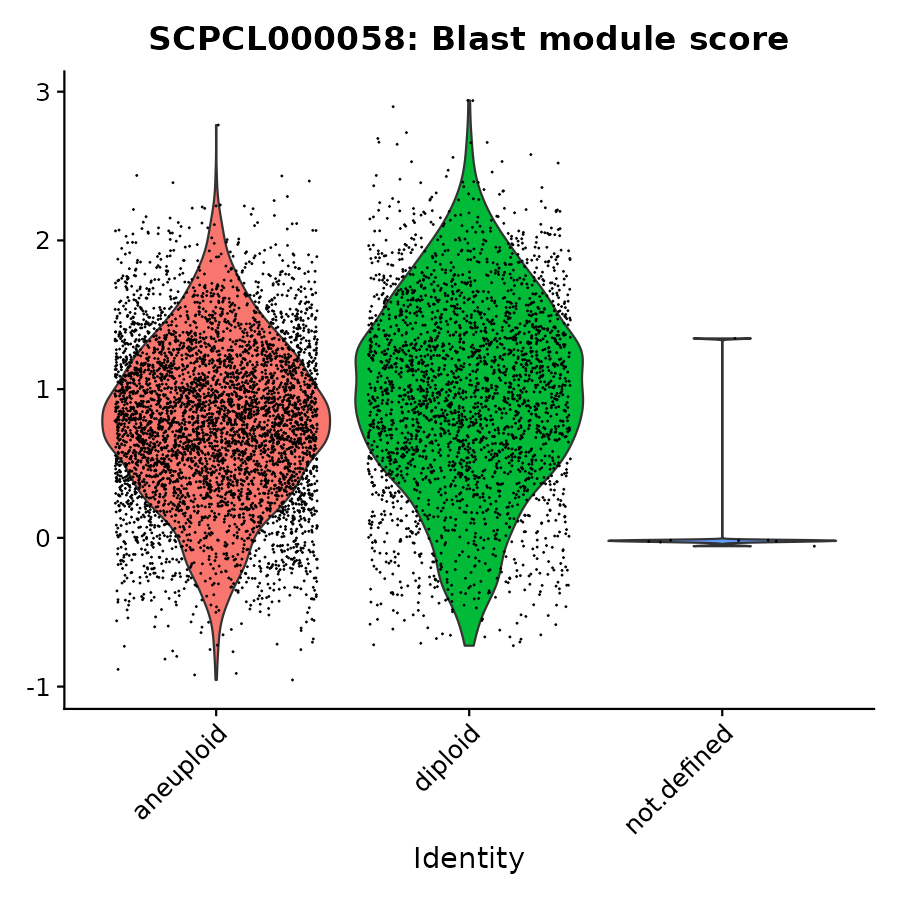 SCPCL000058: Blast module score
3
2
1
0
-1
aneuploid
diploid
not.defined
Identity